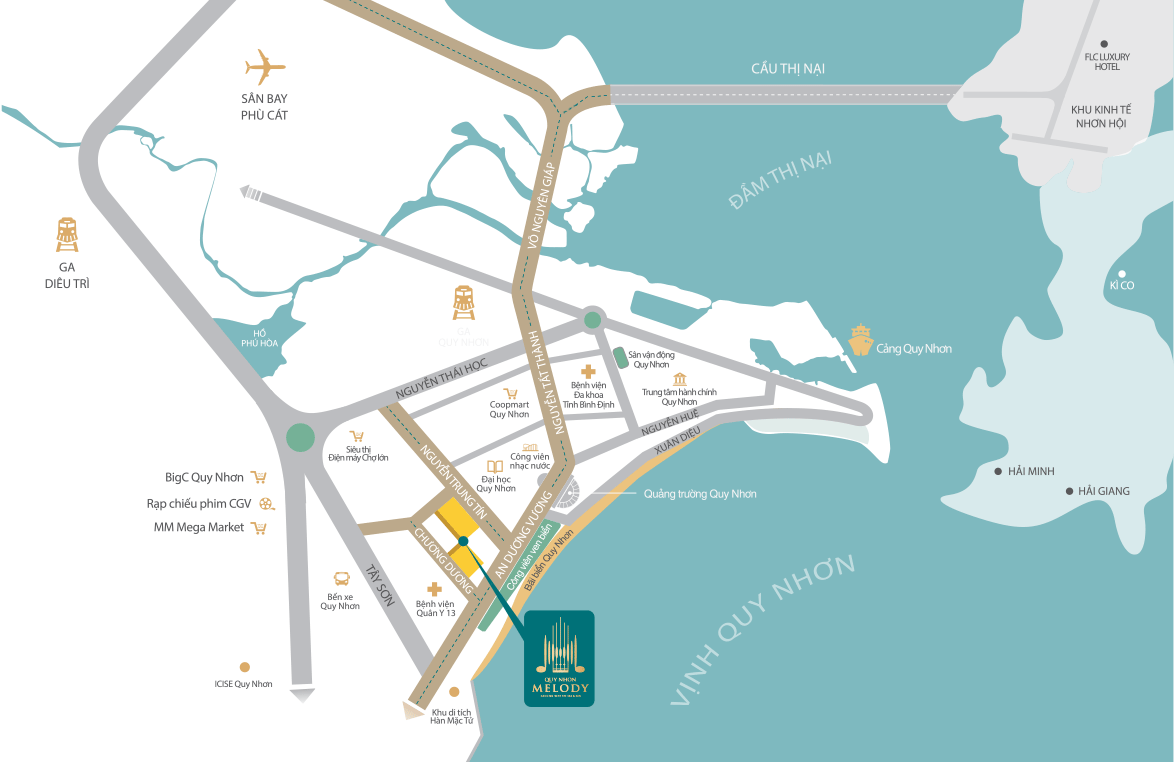 CẦU THỊ NẠI
FLC LUXURY
HOTEL
SÂN BAY
PHÙ CÁT
KHU KINH TẾ
NHƠN HỘI
ĐẦM THỊ NẠI
VÕ NGUYÊN GIÁP
GA
DIÊU TRÌ
KÌ CO
HỒ
PHÚ HÒA
GA
QUY NHƠN
Cảng Quy Nhơn
NGUYỄN THÁI HỌC
NGUYỄN TẤT THÀNH
Sân vận động
Quy Nhơn
Bệnh viện
Đa khoa
Tỉnh Bình Định
Trung tâm hành chính
Quy Nhơn
Coopmart
Quy Nhơn
NGUYỄN HUỆ
XUÂN DIỆU
Siêu thị
Điện máy Chợ lớn
NGUYỄN TRUNG TÍN
Công viên
nhạc nước
Đại học
Quy Nhơn
HẢI MINH
HẢI GIANG
BigC Quy Nhơn
Rạp chiếu phim CGV
MM Mega Market
Quảng trường Quy Nhơn
AN DƯƠNG VƯƠNG
Công viên ven biển
Bãi biển Quy Nhơn
CHƯƠNG DƯƠNG
TÂY SƠN
Bến xe
Quy Nhơn
Bệnh viện
Quân Y 13
VỊNH QUY NHƠN
ICISE Quy Nhơn
QUY NHON
MELODY
Khu di tích
Hàn Mặc Tử